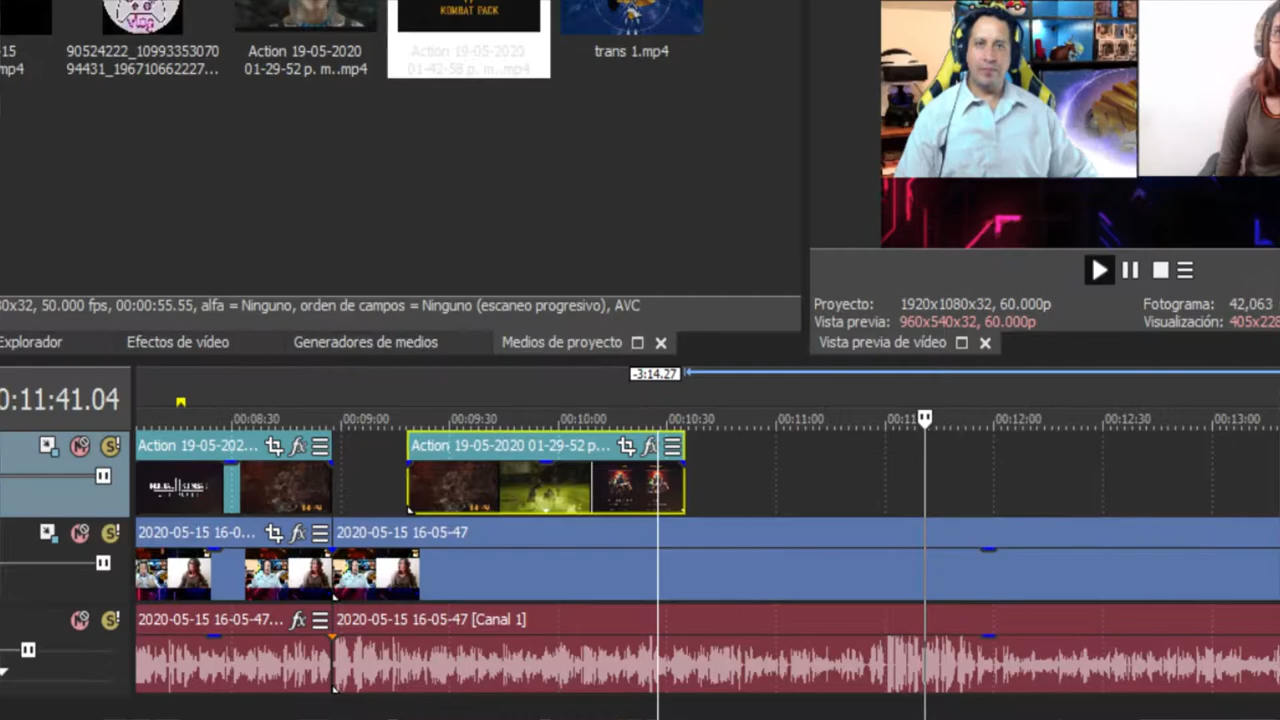 KOMBAT PACK
-15
mp4
90524222_10993353070
94431_196710662227...
Action 19-05-2020
01-29-52 p. m..mp4
Action 19-05-2020
01-42-58 p. m..mp4
trans 1.mp4
80x32, 50.000 fps, 00:00:55.55, alfa = Ninguno, orden de campos = Ninguno (escaneo progresivo), AVC
Proyecto: 1920x1080x32, 60.000p
Fotograma: 42,063
Vista previa: 960x540x32, 60.000p
Visualización: 405x228
Explorador
Efectos de vídeo
Generadores de medios
Medios de proyecto
Vista previa de vídeo
-3:14.27
0:11:41.04
00:08:30
00:09:00
00:09:30
00:10:00
00:10:30
00:11:00
00:11
00:12:00
00:12:30
00:13:00
Action 19-05-202...
Action 19-05-2020 01-29-52 p...
2020-05-15 16-0...
2020-05-15 16-05-47
2020-05-15 16-05-47...
2020-05-15 16-05-47 [Canal 1]